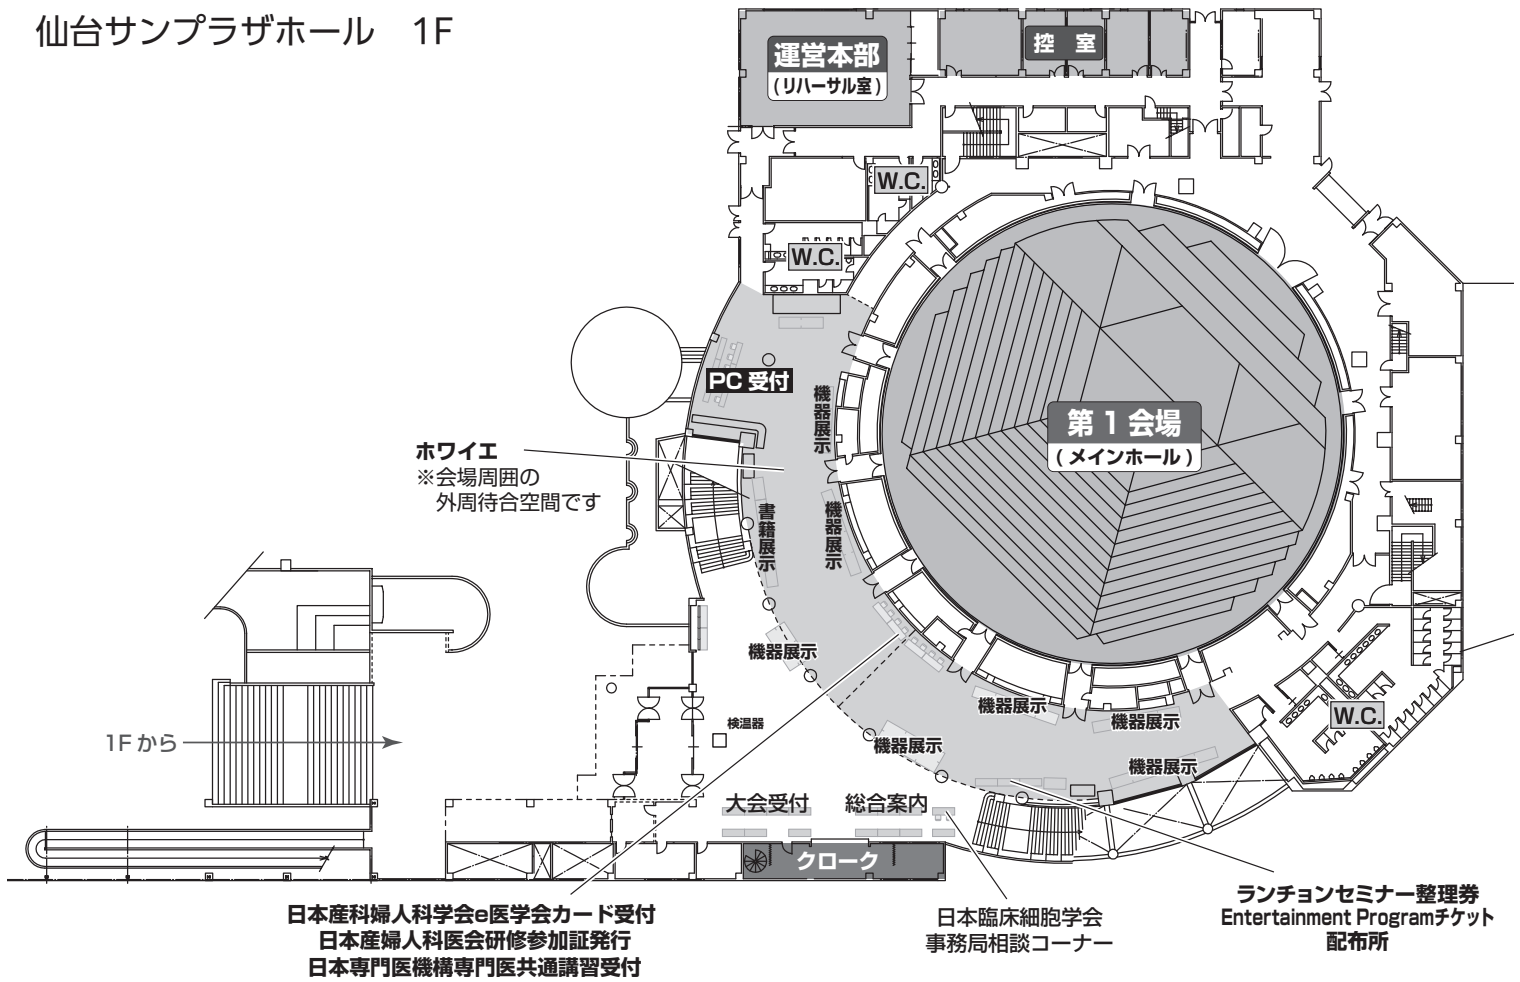 仙台サンプラザホール　1F
運営本部
(リハーサル室)
控　室
W.C.
W.C.
PC 受付
機器展示
第 1 会場
(メインホール)
ホワイエ
※会場周囲の
外周待合空間です
書籍展示
機器展示
機器展示
機器展示
機器展示
W.C.
1F から
検温器
機器展示
機器展示
大会受付
総合案内
クローク
日本産科婦人科学会e医学会カード受付
日本産婦人科医会研修参加証発行
日本専門医機構専門医共通講習受付
日本臨床細胞学会
事務局相談コーナー
ランチョンセミナー整理券
Entertainment Programチケット
配布所